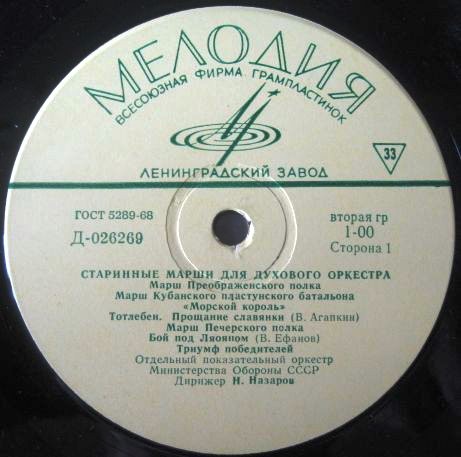 МЕЛОДИЯ
ВСЕСОЮЗНАЯ ФИРМА ГРАМПЛАСТИНОК
ЛЕНИНГРАДСКИЙ ЗАВОД
33
ГОСТ 5289-68
Д-026269
вторая гр
1-00
Сторона 1
СТАРИННЫЕ МАРШИ ДЛЯ ДУХОВОГО ОРКЕСТРА
Марш Преображенского полка
Марш Кубанского пластунского батальона
«Морской король»
Тотлебен. Прощание славянки (В. Агапкин)
Марш Печерского полка
Бой под Ляояном (В. Ефанов)
Триумф победителей
Отдельный показательный оркестр
Министерства Обороны СССР
Дирижер Н. Назаров